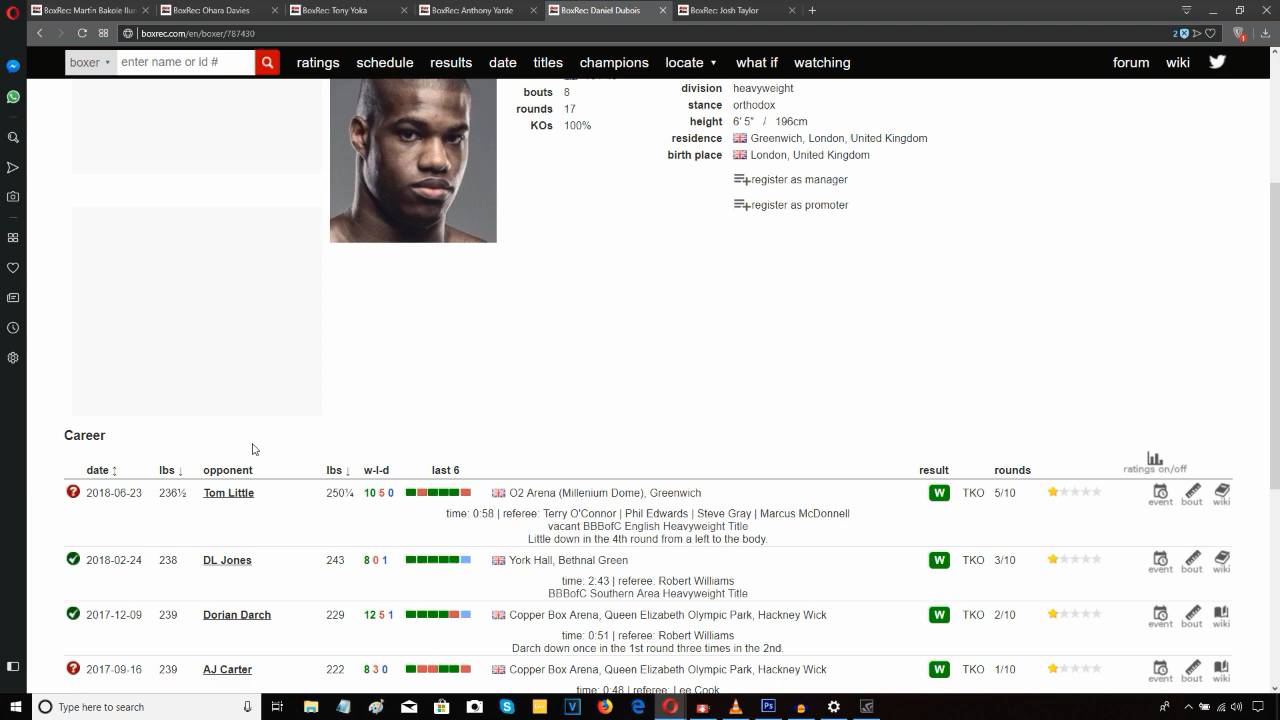 BoxRec: Martin Bakole Ilun
BoxRec: Ohara Davies
BoxRec: Tony Yoka
BoxRec: Anthony Yarde
BoxRec: Daniel Dubois
BoxRec: Josh Taylor
boxrec.com/en/boxer/787430
2
1
boxer
enter name or id #
ratings schedule results date titles champions locate what if watching
forum wiki
bouts 8
rounds 17
KOs 100%
division heavyweight
stance orthodox
height 6' 5" / 196cm
residence Greenwich, London, United Kingdom
birth place London, United Kingdom
register as manager
register as promoter
Career
ratings on/off
date lbs opponent lbs w-l-d last 6 result rounds
2018-06-23 236½ Tom Little 250¼ 10 5 0 O2 Arena (Millenium Dome), Greenwich W TKO 5/10 event bout wiki
time: 0:58 | referee: Terry O'Connor | Phil Edwards | Steve Gray | Marcus McDonnell
vacant BBBofC English Heavyweight Title
Little down in the 4th round from a left to the body.
2018-02-24 238 DL Jones 243 8 0 1 York Hall, Bethnal Green W TKO 3/10 event bout wiki
time: 2:43 | referee: Robert Williams
BBBofC Southern Area Heavyweight Title
2017-12-09 239 Dorian Darch 229 12 5 1 Copper Box Arena, Queen Elizabeth Olympic Park, Hackney Wick W TKO 2/10 event bout wiki
time: 0:51 | referee: Robert Williams
Darch down once in the 1st round three times in the 2nd.
2017-09-16 239 AJ Carter 222 8 3 0 Copper Box Arena, Queen Elizabeth Olympic Park, Hackney Wick W TKO 1/10 event bout wiki
time: 0:48 | referee: Lee Cook
Type here to search